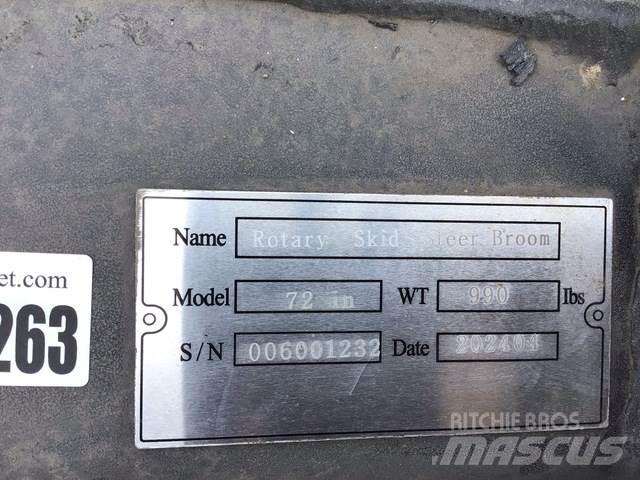 et.com
263
Name Rotary Skid Steer Broom
Model 72 in WT 990 Ibs
S/N 006001232 Date 202404
RITCHIE BROS.
MASCUS